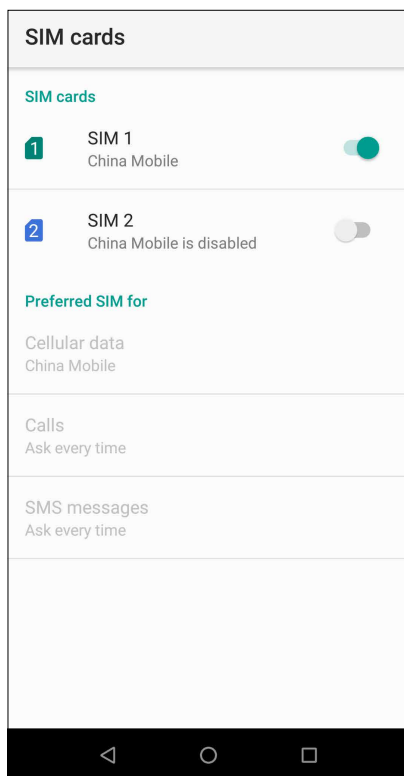 SIM cards
SIM cards
1
SIM 1
China Mobile
2
SIM 2
China Mobile is disabled
Preferred SIM for
Cellular data
China Mobile
Calls
Ask every time
SMS messages
Ask every time